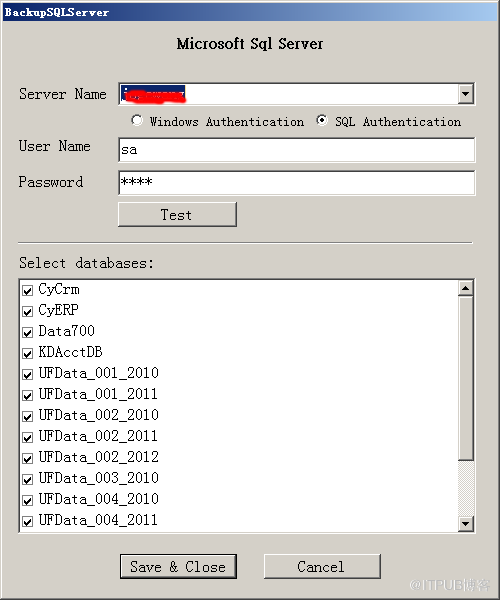 BackupSQLServer
Microsoft Sql Server
Server Name
Windows Authentication SQL Authentication
User Name sa
Password ****
Test
Select databases:
CyCrm
CyERP
Data700
KDAcctDB
UFData_001_2010
UFData_001_2011
UFData_002_2010
UFData_002_2011
UFData_002_2012
UFData_003_2010
UFData_004_2010
UFData_004_2011
Save & Close Cancel
@ITPUB博客